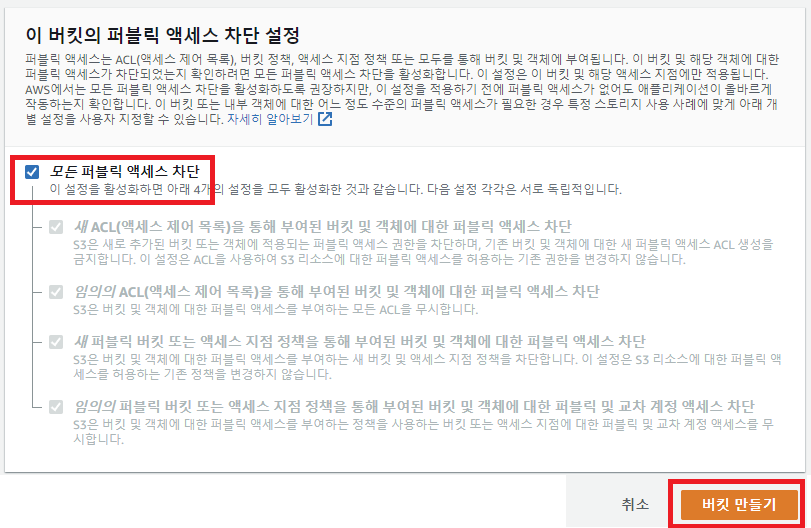 이 버킷의 퍼블릭 액세스 차단 설정
퍼블릭 액세스는 ACL(액세스 제어 목록), 버킷 정책, 액세스 지점 정책 또는 모두를 통해 버킷 및 객체에 부여됩니다. 이 버킷 및 해당 객체에 대한
퍼블릭 액세스가 차단되었는지 확인하려면 모든 퍼블릭 액세스 차단을 활성화합니다. 이 설정은 이 버킷 및 해당 액세스 지점에만 적용됩니다.
AWS에서는 모든 퍼블릭 액세스 차단을 활성화하도록 권장하지만, 이 설정을 적용하기 전에 퍼블릭 액세스가 없어도 애플리케이션이 올바르게
작동하는지 확인합니다. 이 버킷 또는 내부 객체에 대한 어느 정도 수준의 퍼블릭 액세스가 필요한 경우 특정 스토리지 사용 사례에 맞게 아래 개
별 설정을 사용자 지정할 수 있습니다. 자세히 알아보기
모든 퍼블릭 액세스 차단
이 설정을 활성화하면 아래 4개의 설정을 모두 활성화한 것과 같습니다. 다음 설정 각각은 서로 독립적입니다.
새 ACL(액세스 제어 목록)을 통해 부여된 버킷 및 객체에 대한 퍼블릭 액세스 차단
S3은 새로 추가된 버킷 또는 객체에 적용되는 퍼블릭 액세스 권한을 차단하며, 기존 버킷 및 객체에 대한 새 퍼블릭 액세스 ACL 생성을
금지합니다. 이 설정은 ACL을 사용하여 S3 리소스에 대한 퍼블릭 액세스를 허용하는 기존 권한을 변경하지 않습니다.
임의의 ACL(액세스 제어 목록)을 통해 부여된 버킷 및 객체에 대한 퍼블릭 액세스 차단
S3은 버킷 및 객체에 대한 퍼블릭 액세스를 부여하는 모든 ACL을 무시합니다.
새 퍼블릭 버킷 또는 액세스 지점 정책을 통해 부여된 버킷 및 객체에 대한 퍼블릭 액세스 차단
S3은 버킷 및 객체에 대한 퍼블릭 액세스를 부여하는 새 버킷 및 액세스 지점 정책을 차단합니다. 이 설정은 S3 리소스에 대한 퍼블릭 액
세스를 허용하는 기존 정책을 변경하지 않습니다.
임의의 퍼블릭 버킷 또는 액세스 지점 정책을 통해 부여된 버킷 및 객체에 대한 퍼블릭 및 교차 계정 액세스 차단
S3은 버킷 및 객체에 대한 퍼블릭 액세스를 부여하는 정책을 사용하는 버킷 또는 액세스 지점에 대한 퍼블릭 및 교차 계정 액세스를 무
시합니다.
취소
버킷 만들기